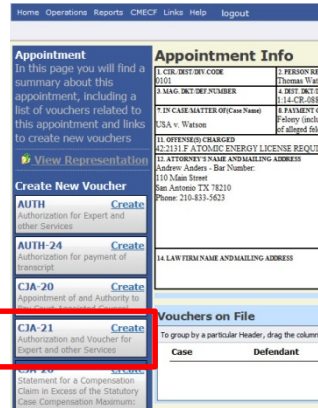 Home Operations Reports CM/ECF Links Help logout
Appointment
In this page you will find a
summary about this
appointment, including a
list of vouchers related to
this appointment and links
to create new vouchers
View Representation
Create New Voucher
AUTH Create
Authorization for Expert and
other Services
AUTH-24 Create
Authorization for payment of
transcript
CJA-20 Create
Appointment of and Authority to
CJA-21 Create
Authorization and Voucher for
Expert and other Services
Create
Statement for a Compensation
Claim in Excess of the Statutory
Case Compensation Maximum:
Appointment Info
1. CIR./DIST/DIV.CODE
0101
2. PERSON RE
Thomas Wat
3. MAG. DKT/DEF.NUMBER
4. DIST. DKT/D
1:14-CR-088
7. IN CASE/MATTER OF(Case Name)
USA v. Watson
8. PAYMENT C
Felony (inclu
of alleged fel
11. OFFENSE(S) CHARGED
42:2131.F ATOMIC ENERGY LICENSE REQUI
12. ATTORNEY'S NAME AND MAILING ADDRESS
Andrew Anders - Bar Number:
110 Main Street
San Antonio TX 78210
Phone: 210-833-5623
14. LAW FIRM NAME AND MAILING ADDRESS
Vouchers on File
To group by a particular Header, drag the column
Case Defendant